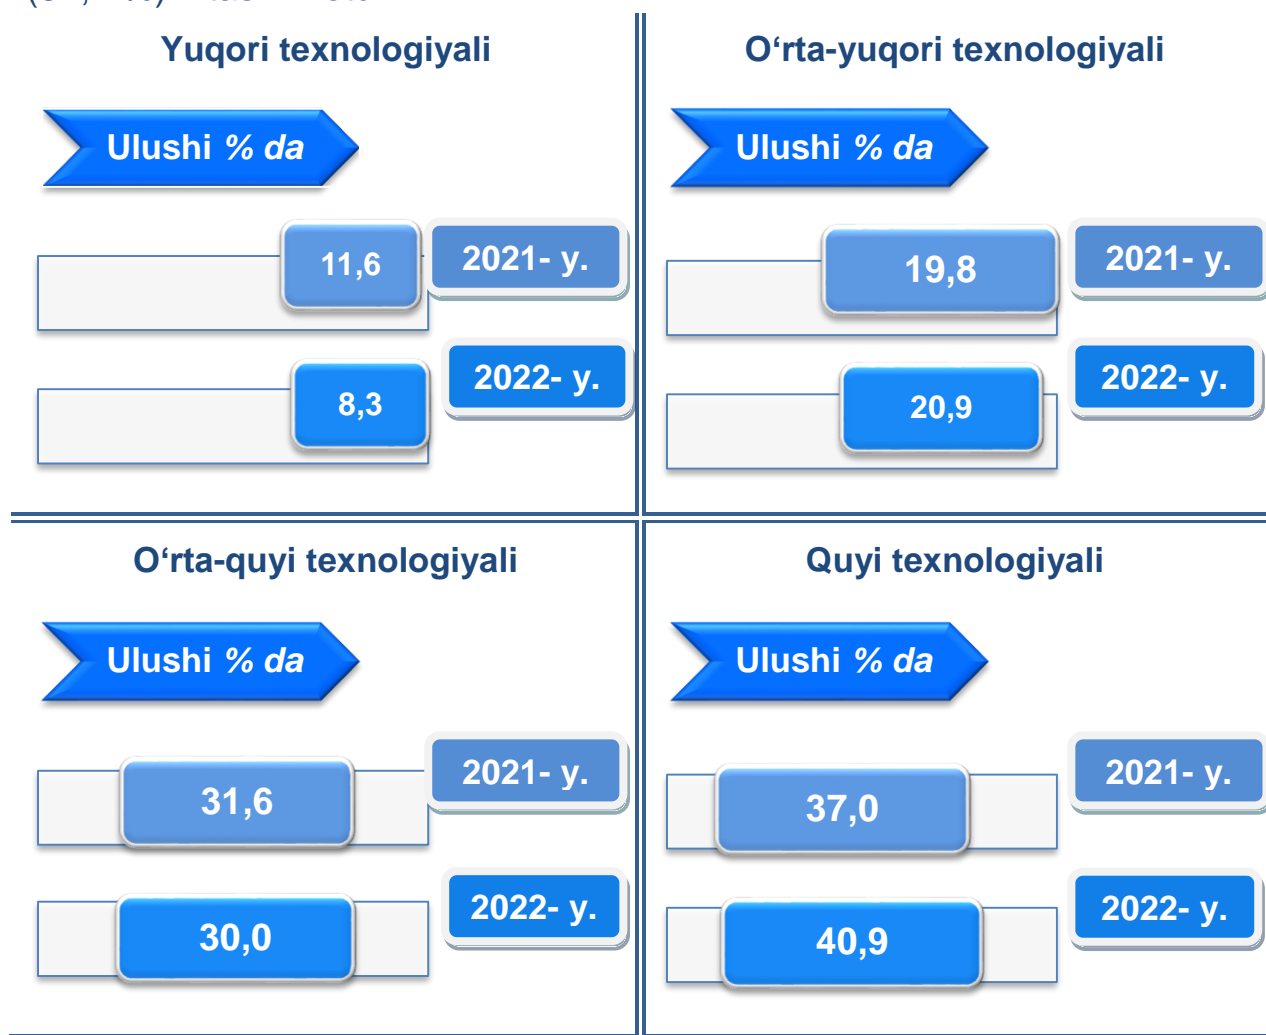 Yuqori texnologiyali
Ulushi % da
11,6
2021- y.
8,3
2022- y.
O‘rta-yuqori texnologiyali
Ulushi % da
19,8
2021- y.
20,9
2022- y.
O‘rta-quyi texnologiyali
Ulushi % da
31,6
2021- y.
30,0
2022- y.
Quyi texnologiyali
Ulushi % da
37,0
2021- y.
40,9
2022- y.